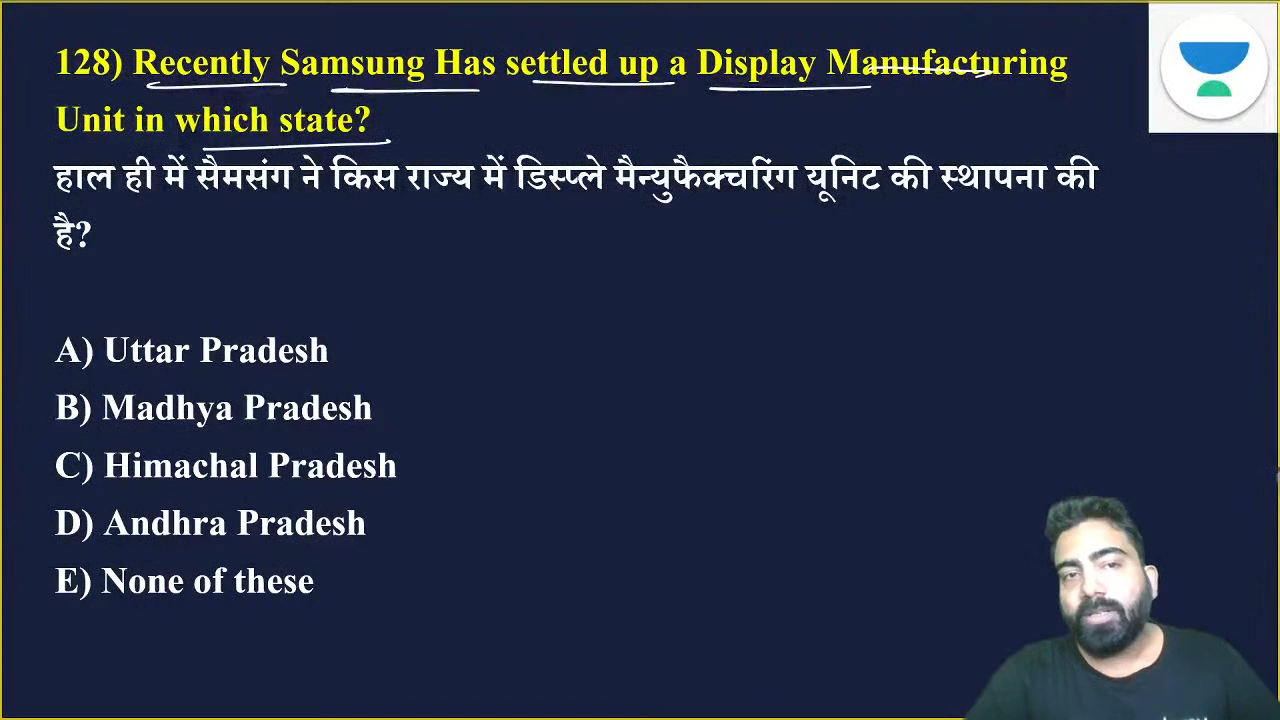 128) Recently Samsung Has settled up a Display Manufacturing
Unit in which state?
हाल ही में सैमसंग ने किस राज्य में डिस्प्ले मैन्युफैक्चरिंग यूनिट की स्थापना की
है?
A) Uttar Pradesh
B) Madhya Pradesh
C) Himachal Pradesh
D) Andhra Pradesh
E) None of these